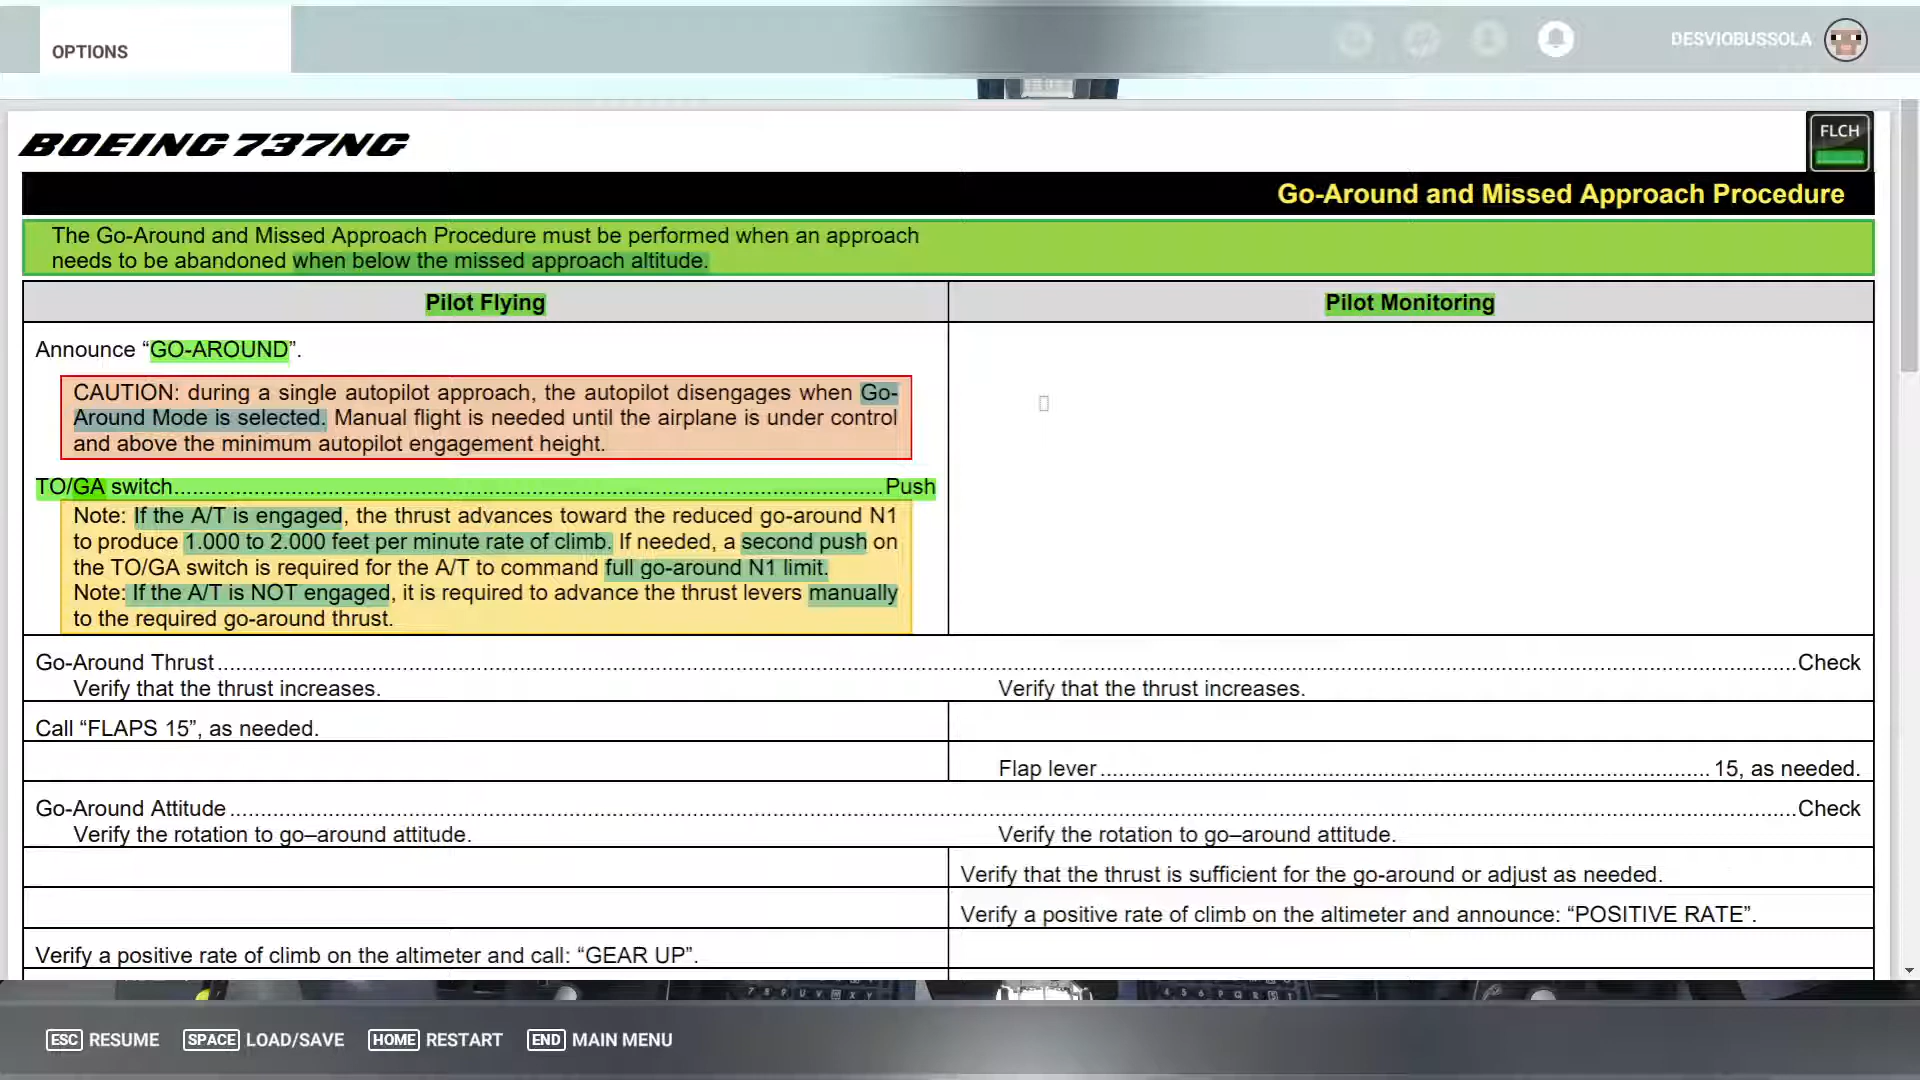 OPTIONS
DESVIOBUSSOLA
BOEING 737NG
FLCH
Go-Around and Missed Approach Procedure
The Go-Around and Missed Approach Procedure must be performed when an approach
needs to be abandoned when below the missed approach altitude.
Pilot Flying
Pilot Monitoring
Announce “GO-AROUND”.
CAUTION: during a single autopilot approach, the autopilot disengages when Go-
Around Mode is selected. Manual flight is needed until the airplane is under control
and above the minimum autopilot engagement height.
TO/GA switch..........Push
Note: If the A/T is engaged, the thrust advances toward the reduced go-around N1
to produce 1.000 to 2.000 feet per minute rate of climb. If needed, a second push on
the TO/GA switch is required for the A/T to command full go-around N1 limit.
Note: If the A/T is NOT engaged, it is required to advance the thrust levers manually
to the required go-around thrust.
Go-Around Thrust..........Check
Verify that the thrust increases.
Verify that the thrust increases.
Call “FLAPS 15”, as needed.
Flap lever..........15, as needed.
Go-Around Attitude..........Check
Verify the rotation to go–around attitude.
Verify the rotation to go–around attitude.
Verify that the thrust is sufficient for the go-around or adjust as needed.
Verify a positive rate of climb on the altimeter and announce: “POSITIVE RATE”.
Verify a positive rate of climb on the altimeter and call: “GEAR UP”.
ESC RESUME
SPACE LOAD/SAVE
HOME RESTART
END MAIN MENU